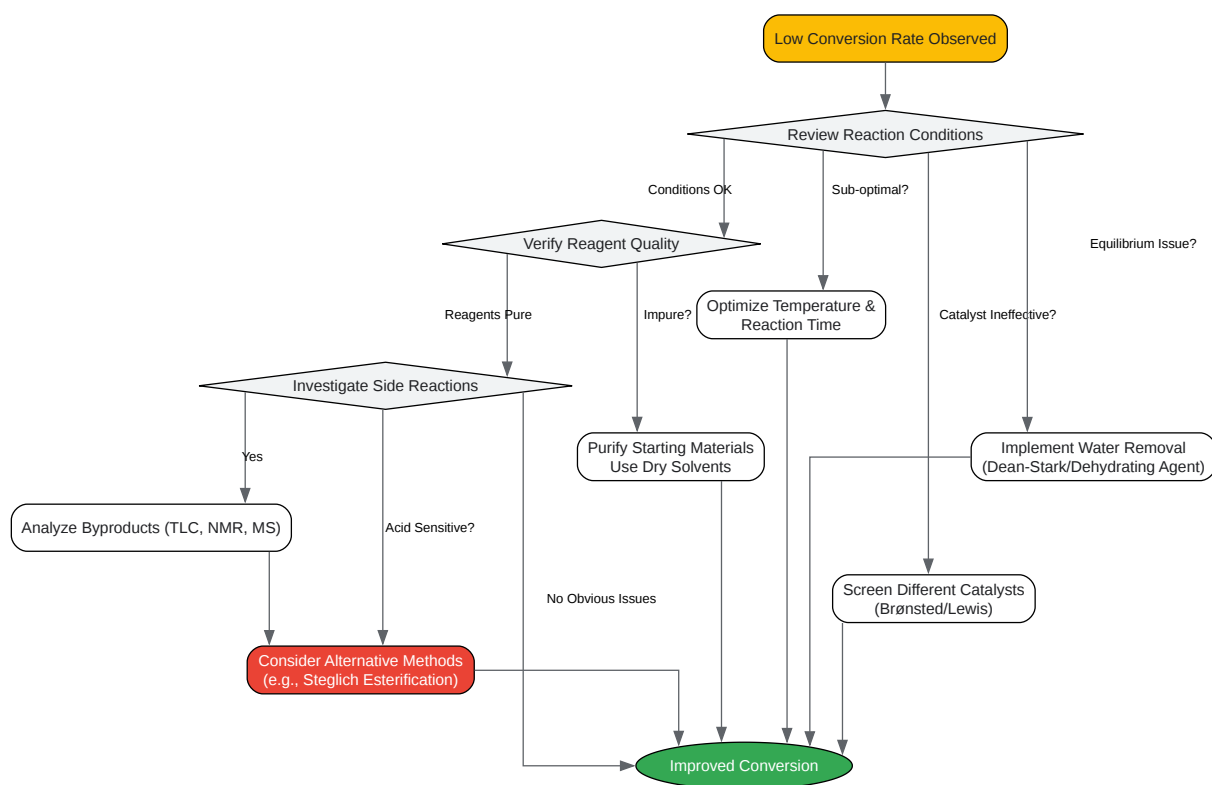 Low Conversion Rate Observed
Review Reaction Conditions
Conditions OK
Sub-optimal?
Verify Reagent Quality
Equilibrium Issue?
Optimize Temperature &
Reaction Time
Reagents Pure
Impure?
Catalyst Ineffective?
Investigate Side Reactions
Purify Starting Materials
Use Dry Solvents
Implement Water Removal
(Dean-Stark/Dehydrating Agent)
Yes
Analyze Byproducts (TLC, NMR, MS)
Acid Sensitive?
No Obvious Issues
Screen Different Catalysts
(Brønsted/Lewis)
Consider Alternative Methods
(e.g., Steglich Esterification)
Improved Conversion